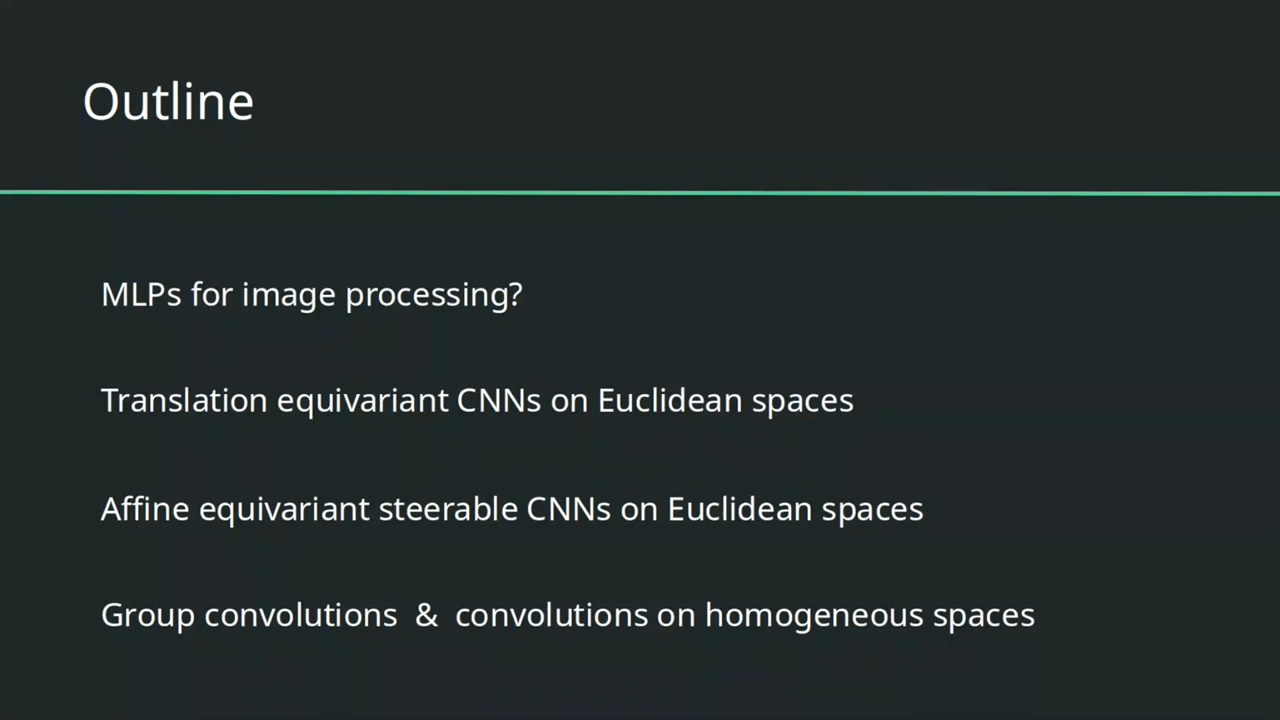 Outline
MLPs for image processing?
Translation equivariant CNNs on Euclidean spaces
Affine equivariant steerable CNNs on Euclidean spaces
Group convolutions & convolutions on homogeneous spaces